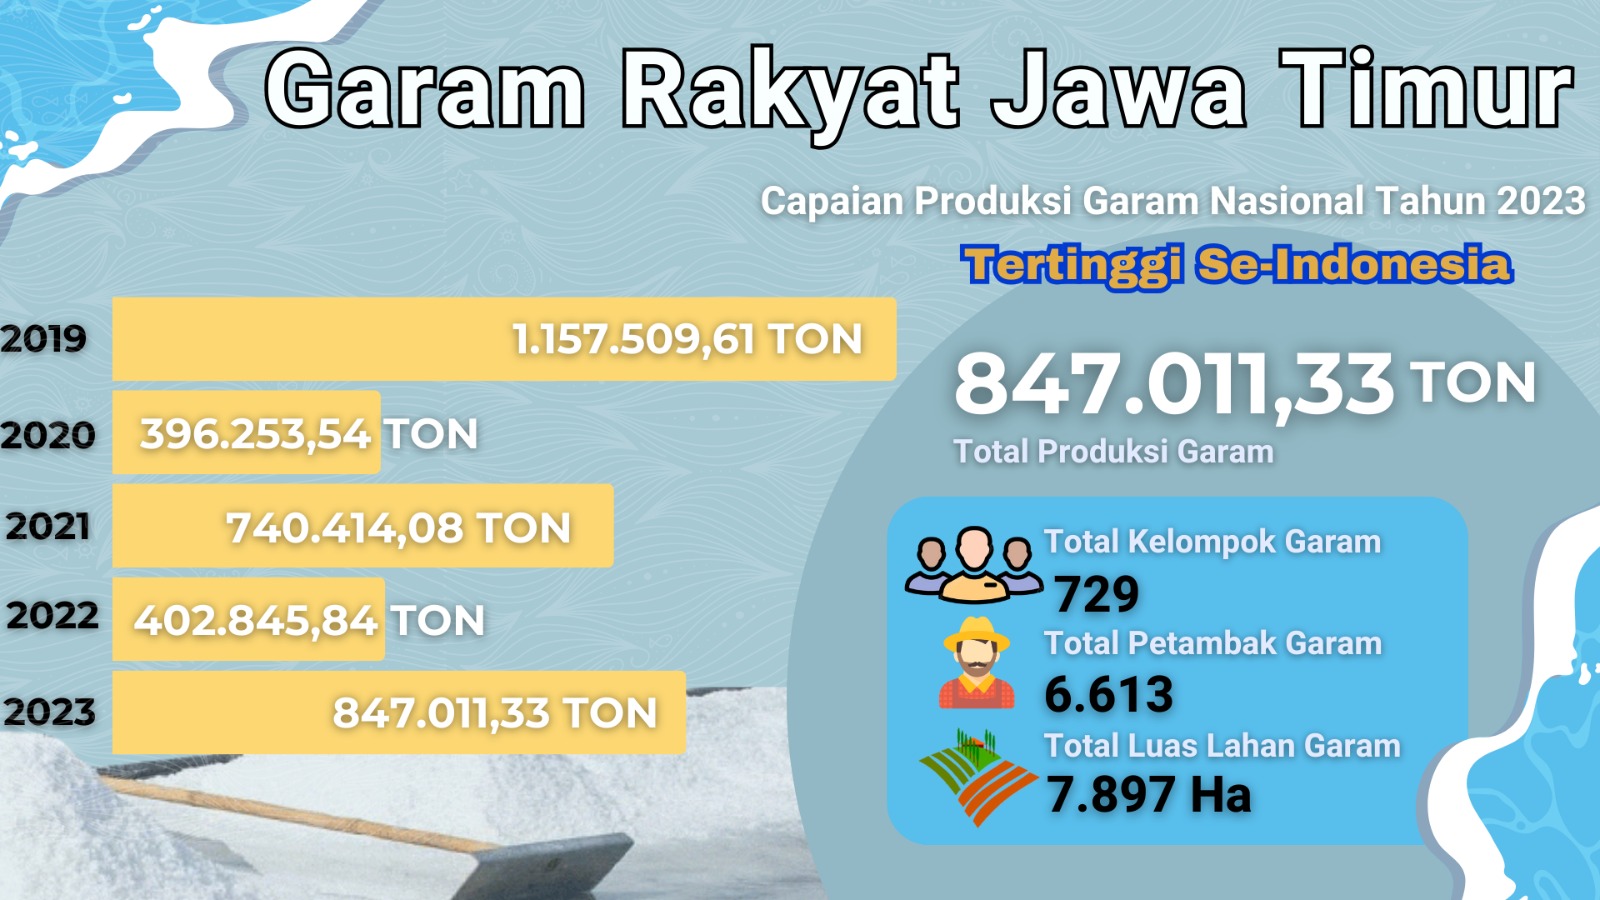 Garam Rakyat Jawa Timur
Capaian Produksi Garam Nasional Tahun 2023
Tertinggi Se-Indonesia
2019 1.157.509,61 TON
2020 396.253,54 TON
2021 740.414,08 TON
2022 402.845,84 TON
2023 847.011,33 TON
847.011,33 TON
Total Produksi Garam
Total Kelompok Garam
729
Total Petambak Garam
6.613
Total Luas Lahan Garam
7.897 Ha